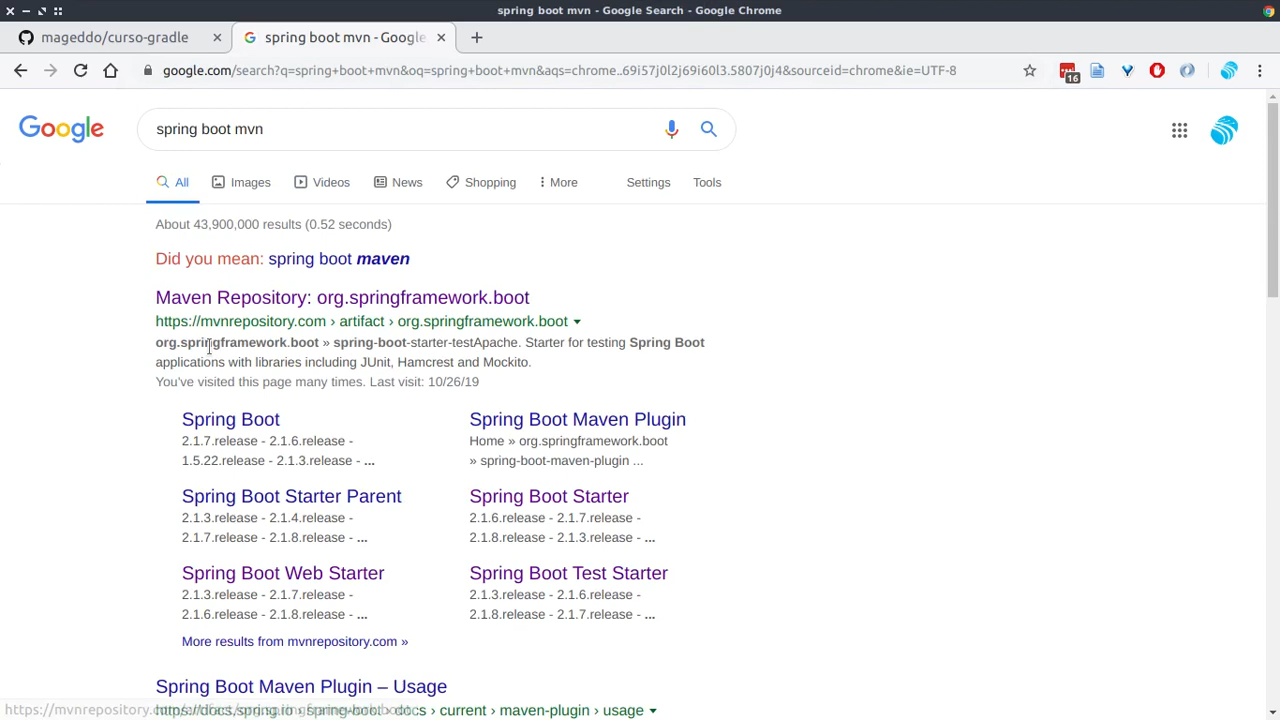 spring boot mvn - Google Search - Google Chrome
mageddo/curso-gradle
spring boot mvn - Google
google.com/search?q=spring+boot+mvn&oq=spring+boot+mvn&aqs=chrome..69i57j0l2j69i60l3.5807j0j4&sourceid=chrome&ie=UTF-8
16
Google
spring boot mvn
All Images Videos News Shopping More Settings Tools
About 43,900,000 results (0.52 seconds)
Did you mean: spring boot maven
Maven Repository: org.springframework.boot
https://mvnrepository.com › artifact › org.springframework.boot
org.springframework.boot » spring-boot-starter-testApache. Starter for testing Spring Boot
applications with libraries including JUnit, Hamcrest and Mockito.
You've visited this page many times. Last visit: 10/26/19
Spring Boot
2.1.7.release - 2.1.6.release -
1.5.22.release - 2.1.3.release - ...
Spring Boot Maven Plugin
Home » org.springframework.boot
» spring-boot-maven-plugin ...
Spring Boot Starter Parent
2.1.3.release - 2.1.4.release -
2.1.7.release - 2.1.8.release - ...
Spring Boot Starter
2.1.6.release - 2.1.7.release -
2.1.8.release - 2.1.3.release - ...
Spring Boot Web Starter
2.1.3.release - 2.1.7.release -
2.1.6.release - 2.1.8.release - ...
Spring Boot Test Starter
2.1.3.release - 2.1.6.release -
2.1.8.release - 2.1.7.release - ...
More results from mvnrepository.com »
Spring Boot Maven Plugin – Usage
https://docs.spring.io › spring-boot › docs › current › maven-plugin › usage